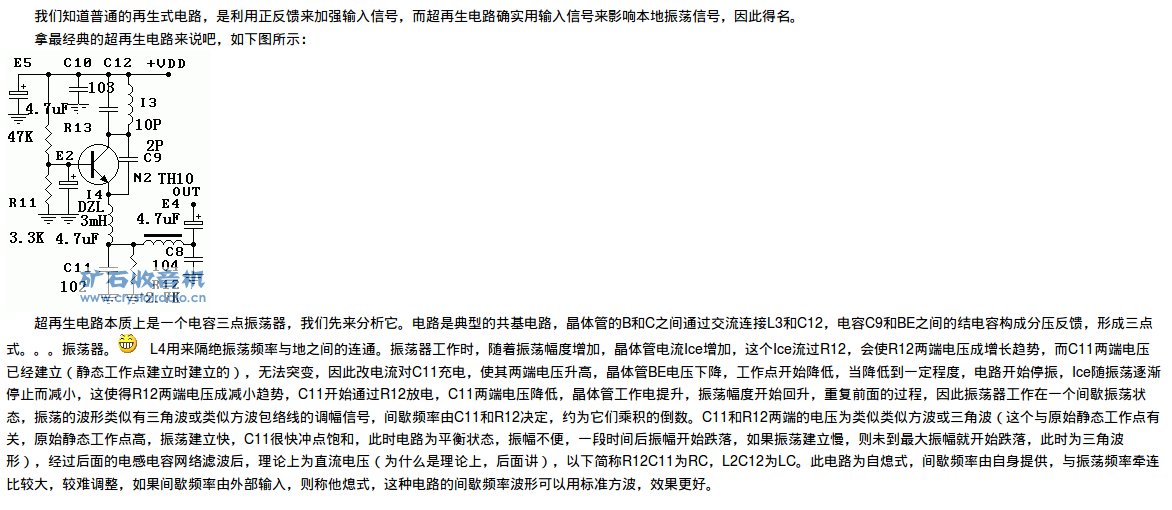 我们知道普通的再生式电路，是利用正反馈来加强输入信号，而超再生电路确实用输入信号来影响本地振荡信号，因此得名。
拿最经典的超再生电路来说吧，如下图所示：
E5 C10 C12 +VDD
103
4.7uF
I3
R13 10P
47K
2P
E2 C9
N2 TH10
I4 OUT
R11 DZL E4
3mH 4.7uF
3.3K 4.7uF
C8
C11 104
102 R12
2.7K
矿石收音机
www.crystalradio.cn
超再生电路本质上是一个电容三点振荡器，我们先来分析它。电路是典型的共基电路，晶体管的B和C之间通过交流连接L3和C12，电容C9和BE之间的结电容构成分压反馈，形成三点
式。。。振荡器。 L4用来隔绝振荡频率与地之间的连通。振荡器工作时，随着振荡幅度增加，晶体管电流Ice增加，这个Ice流过R12，会使R12两端电压成增长趋势，而C11两端电压
已经建立（静态工作点建立时建立的），无法突变，因此改电流对C11充电，使其两端电压升高，晶体管BE电压下降，工作点开始降低，当降低到一定程度，电路开始停振，Ice随振荡逐渐
停止而减小，这使得R12两端电压成减小趋势，C11开始通过R12放电，C11两端电压降低，晶体管工作电提升，振荡幅度开始回升，重复前面的过程，因此振荡器工作在一个间歇振荡状
态，振荡的波形类似有三角波或类似方波包络线的调幅信号，间歇频率由C11和R12决定，约为它们乘积的倒数。C11和R12两端的电压为类似类似方波或三角波（这个与原始静态工作点有
关，原始静态工作点高，振荡建立快，C11很快冲点饱和，此时电路为平衡状态，振幅不便，一段时间后振幅开始跌落，如果振荡建立慢，则未到最大振幅就开始跌落，此时为三角波
形），经过后面的电感电容网络滤波后，理论上为直流电压（为什么是理论上，后面讲），以下简称R12C11为RC，L2C12为LC。此电路为自熄式，间歇频率由自身提供，与振荡频率牵连
比较大，较难调整，如果间歇频率由外部输入，则称他熄式，这种电路的间歇频率波形可以用标准方波，效果更好。